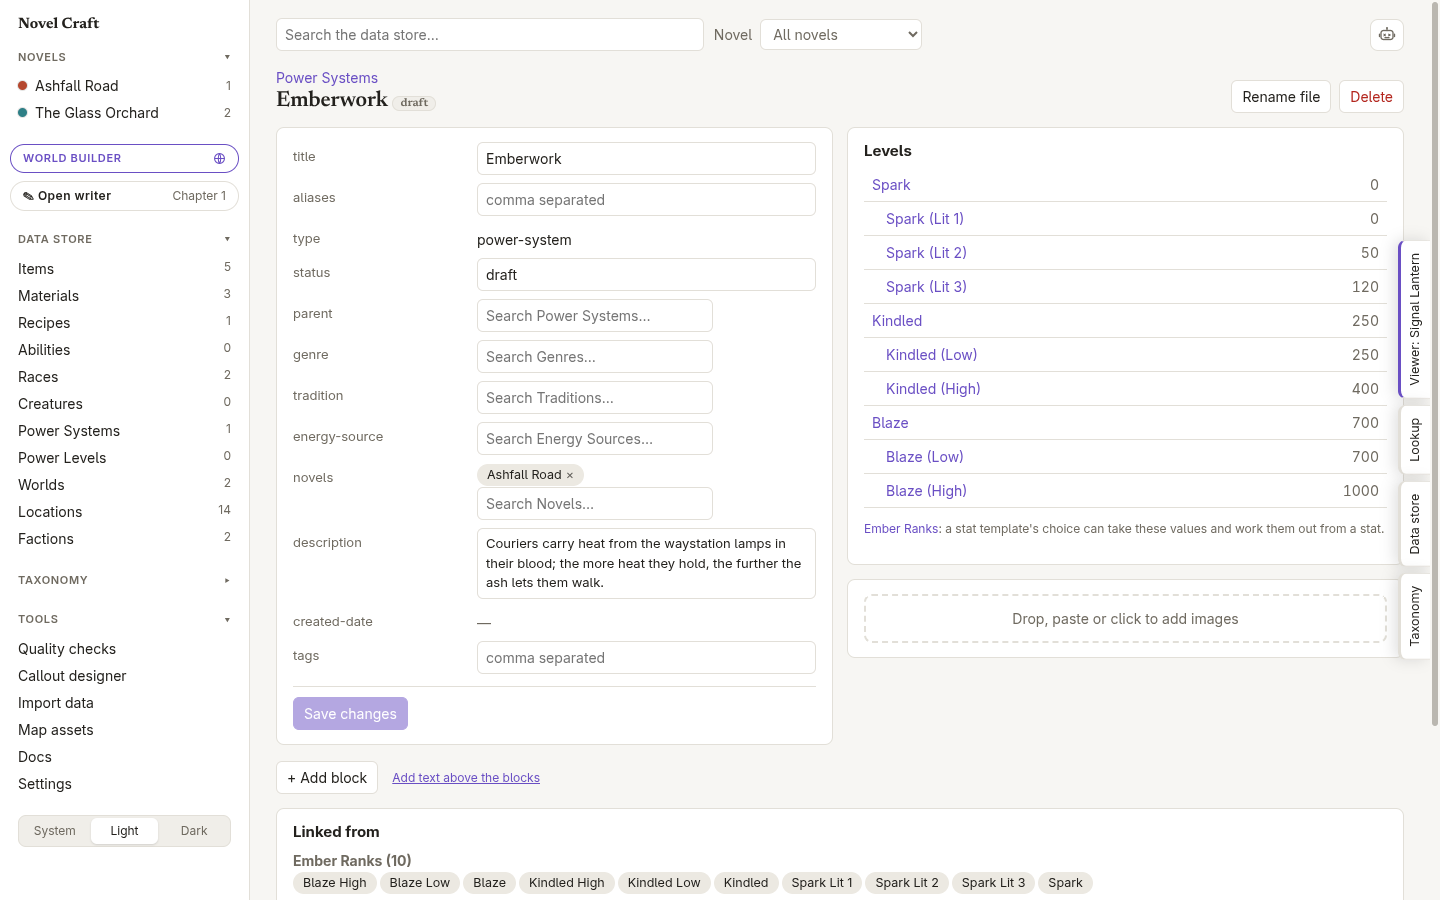 Novel Craft
NOVELS
Ashfall Road 1
The Glass Orchard 2
WORLD BUILDER
Open writer Chapter 1
DATA STORE
Items 5
Materials 3
Recipes 1
Abilities 0
Races 2
Creatures 0
Power Systems 1
Power Levels 0
Worlds 2
Locations 14
Factions 2
TAXONOMY
TOOLS
Quality checks
Callout designer
Import data
Map assets
Docs
Settings
System Light Dark
Search the data store... Novel All novels
Power Systems
Emberwork draft
Rename file Delete
title Emberwork
aliases comma separated
type power-system
status draft
parent Search Power Systems...
genre Search Genres...
tradition Search Traditions...
energy-source Search Energy Sources...
novels Ashfall Road ×
Search Novels...
description Couriers carry heat from the waystation lamps in
their blood; the more heat they hold, the further the
ash lets them walk.
created-date —
tags comma separated
Save changes
Levels
Spark 0
Spark (Lit 1) 0
Spark (Lit 2) 50
Spark (Lit 3) 120
Kindled 250
Kindled (Low) 250
Kindled (High) 400
Blaze 700
Blaze (Low) 700
Blaze (High) 1000
Ember Ranks: a stat template's choice can take these values and work them out from a stat.
Drop, paste or click to add images
Viewer: Signal Lantern
Lookup
Data store
Taxonomy
+ Add block Add text above the blocks
Linked from
Ember Ranks (10)
Blaze High Blaze Low Blaze Kindled High Kindled Low Kindled Spark Lit 1 Spark Lit 2 Spark Lit 3 Spark